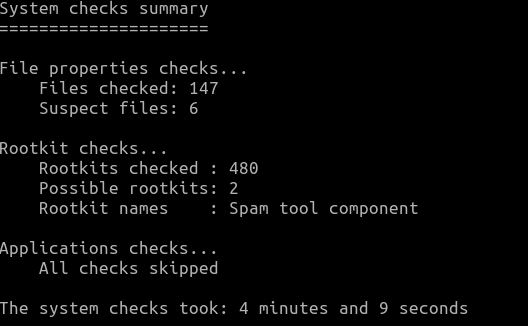 System checks summary
=====================
File properties checks...
Files checked: 147
Suspect files: 6
Rootkit checks...
Rootkits checked : 480
Possible rootkits: 2
Rootkit names    : Spam tool component
Applications checks...
All checks skipped
The system checks took: 4 minutes and 9 seconds